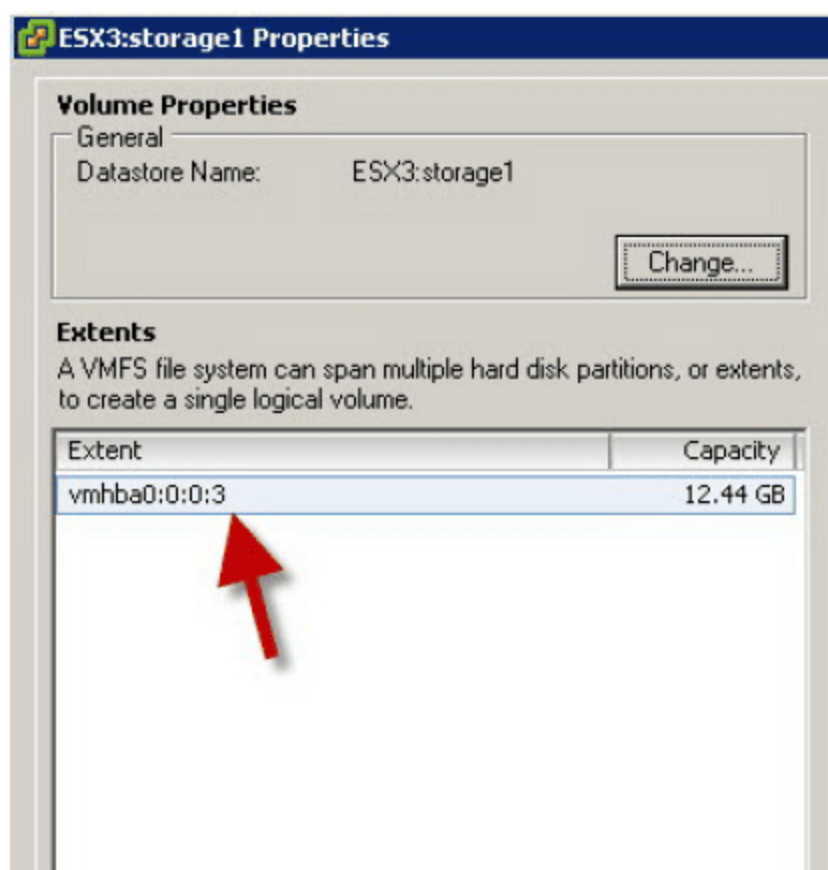 ESX3:storage1 Properties
Volume Properties
General
Datastore Name: ESX3:storage1
Change...
Extents
A VMFS file system can span multiple hard disk partitions, or extents,
to create a single logical volume.
Extent Capacity
vmhba0:0:0:3 12.44 GB